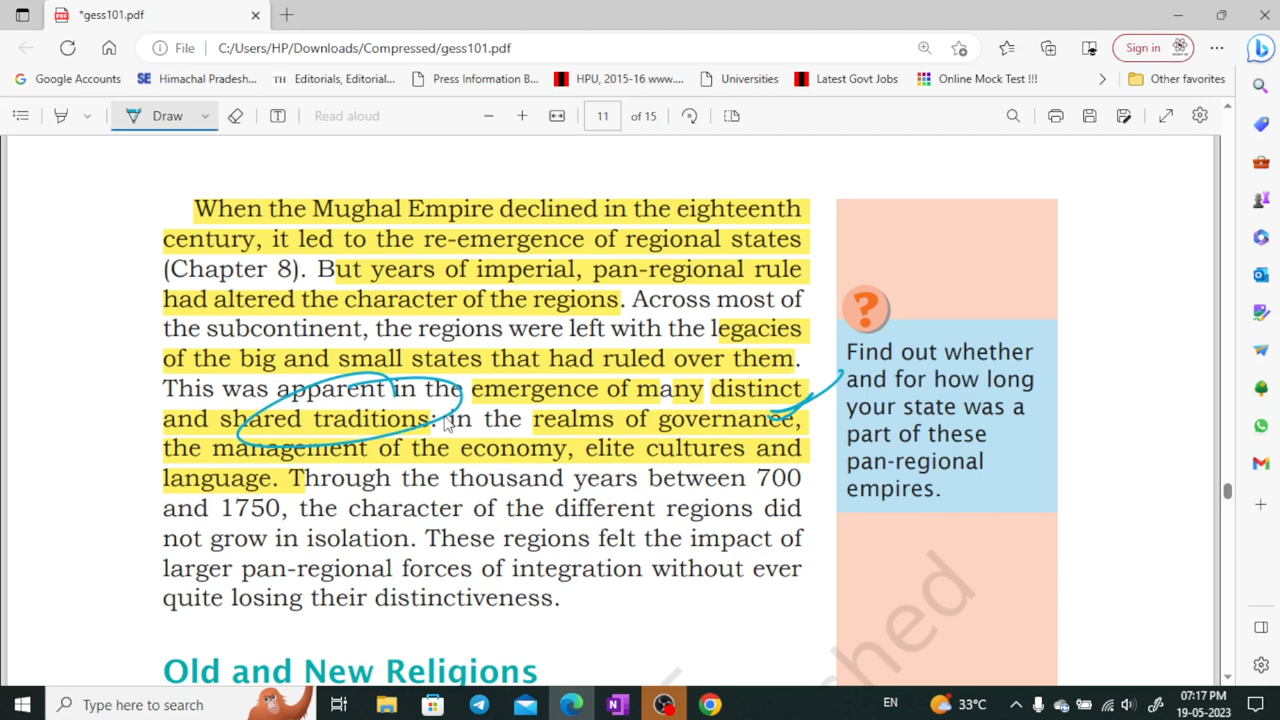 *gess101.pdf
File C:/Users/HP/Downloads/Compressed/gess101.pdf Sign in
Google Accounts SE Himachal Pradesh... TH Editorials, Editorial... Press Information B... HPU, 2015-16 www.... Universities Latest Govt Jobs Online Mock Test !!! Other favorites
Draw Read aloud 11 of 15
When the Mughal Empire declined in the eighteenth
century, it led to the re-emergence of regional states
(Chapter 8). But years of imperial, pan-regional rule
had altered the character of the regions. Across most of
the subcontinent, the regions were left with the legacies
of the big and small states that had ruled over them.
This was apparent in the emergence of many distinct
and shared traditions: in the realms of governance,
the management of the economy, elite cultures and
language. Through the thousand years between 700
and 1750, the character of the different regions did
not grow in isolation. These regions felt the impact of
larger pan-regional forces of integration without ever
quite losing their distinctiveness.
?
Find out whether
and for how long
your state was a
part of these
pan-regional
empires.
Old and New Religions
Type here to search EN 33°C 07:17 PM
19-05-2023